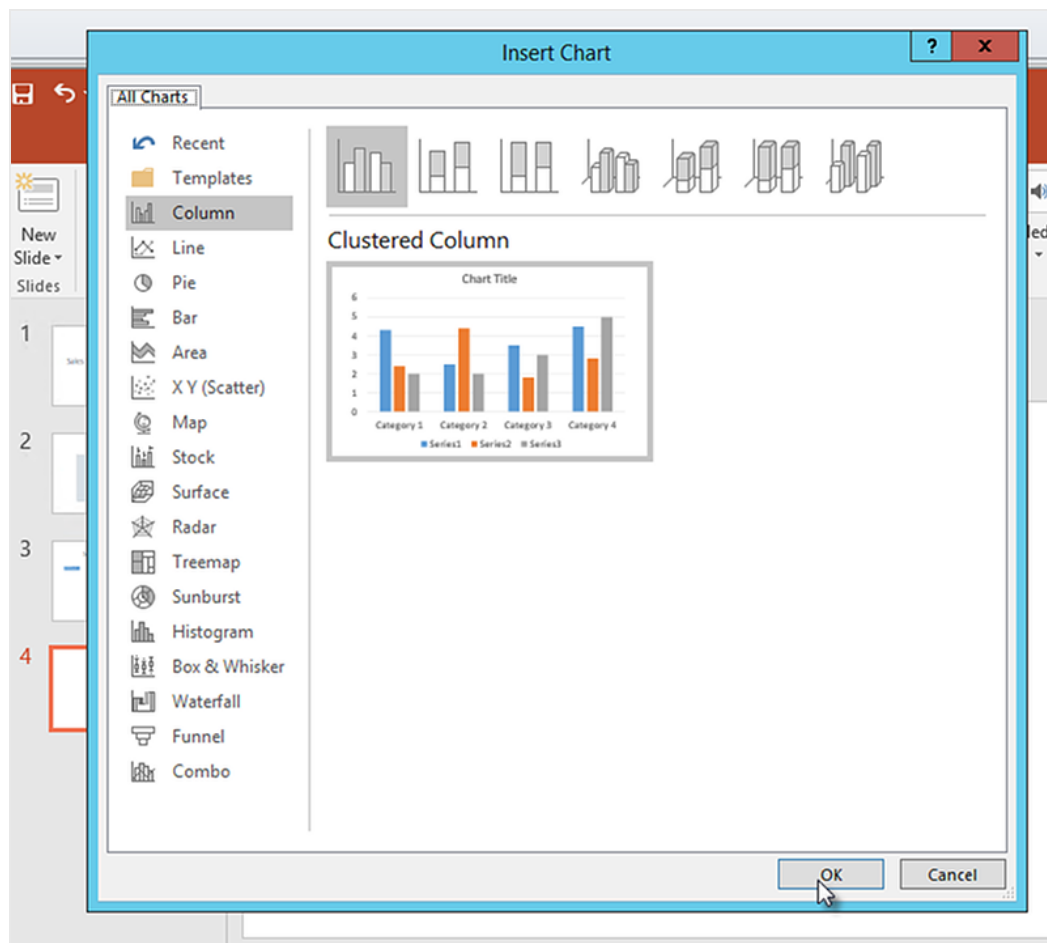 Insert Chart
?
x
All Charts
Recent
Templates
Column
Line
Pie
Bar
Area
X Y (Scatter)
Map
Stock
Surface
Radar
Treemap
Sunburst
Histogram
Box & Whisker
Waterfall
Funnel
Combo
Clustered Column
Chart Title
6
5
4
3
2
1
0
Category 1 Category 2 Category 3 Category 4
Series1 Series2 Series3
OK
Cancel
New
Slide
Slides
1
Sales
2
3
4